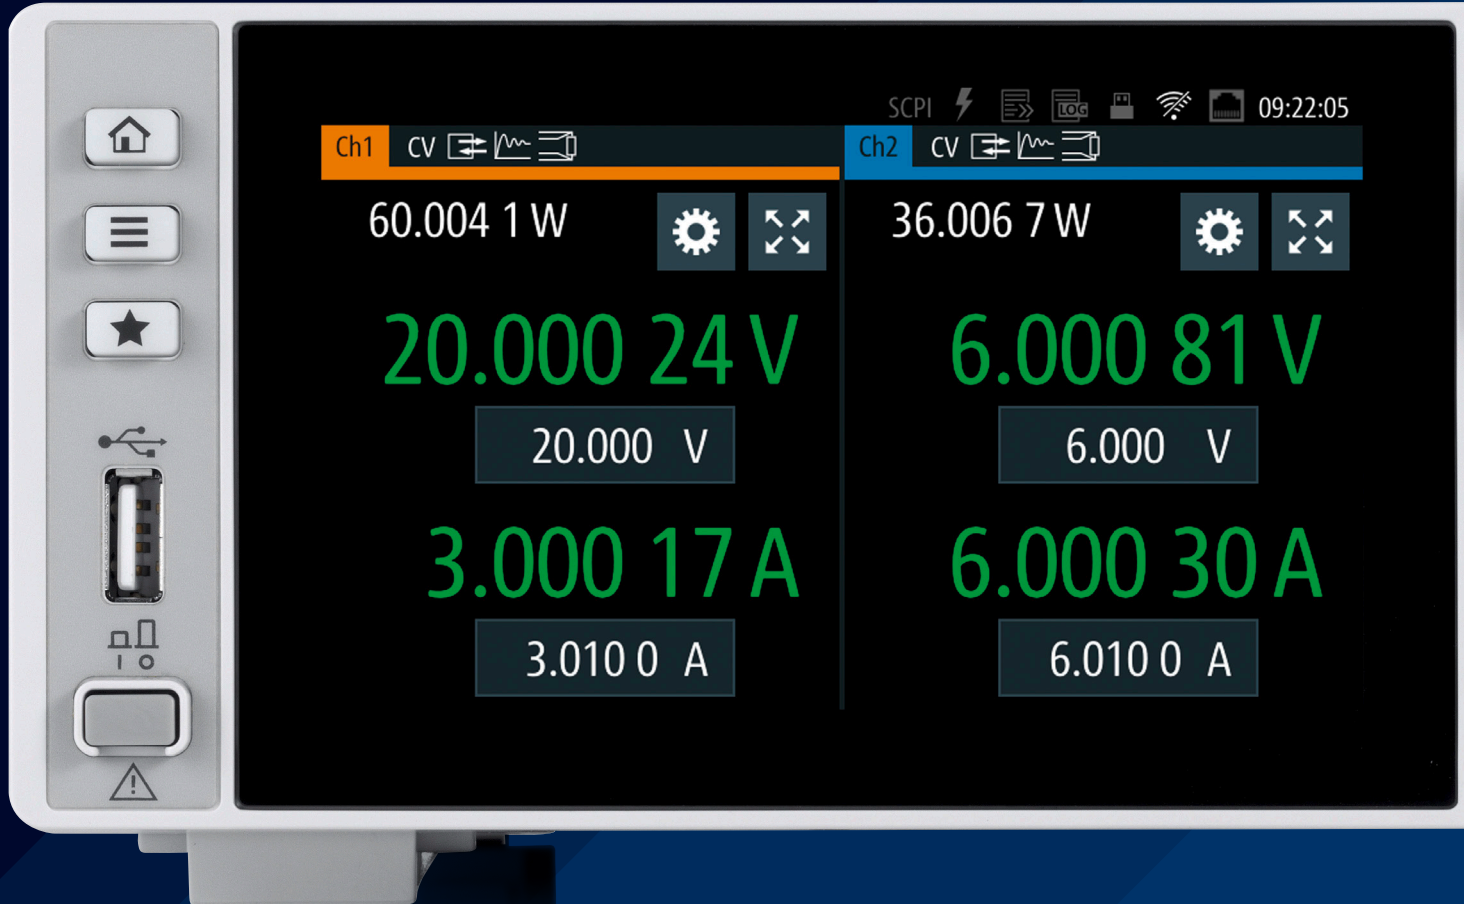 SCPI LOG 09:22:05
Ch1 CV Ch2 CV
60.004 1 W 36.006 7 W
20.000 24 V 6.000 81 V
20.000 V 6.000 V
3.000 17 A 6.000 30 A
3.010 0 A 6.010 0 A